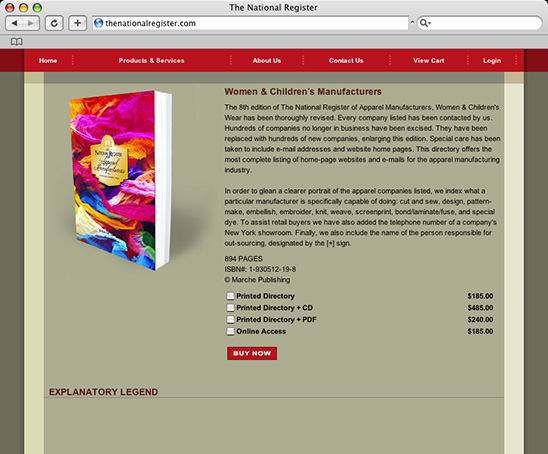 The National Register
thenationalregister.com
Q
Home Products & Services About Us Contact Us View Cart Login
Women & Children's Manufacturers
The 8th edition of The National Register of Apparel Manufacturers, Women & Children's
Wear has been thoroughly revised. Every company listed has been contacted by us.
Hundreds of companies no longer in business have been excised. They have been
replaced with hundreds of new companies, enlarging this edition. Special care has been
taken to include e-mail addresses and website home pages. This directory offers the
most complete listing of home-page websites and e-mails for the apparel manufacturing
industry.
In order to glean a clearer portrait of the apparel companies listed, we index what a
particular manufacturer is specifically capable of doing: cut and sew, design, pattern-
make, embellish, embroider, knit, weave, screenprint, bond/laminate/fuse, and special
dye. To assist retail buyers we have also added the telephone number of a company's
New York showroom. Finally, we also include the name of the person responsible for
out-sourcing, designated by the [+] sign.
894 PAGES
ISBN#: 1-930512-19-8
© Marche Publishing
Printed Directory $185.00
Printed Directory + CD $485.00
Printed Directory + PDF $240.00
Online Access $185.00
BUY NOW
EXPLANATORY LEGEND
National Register
Apparel
Manufacturers